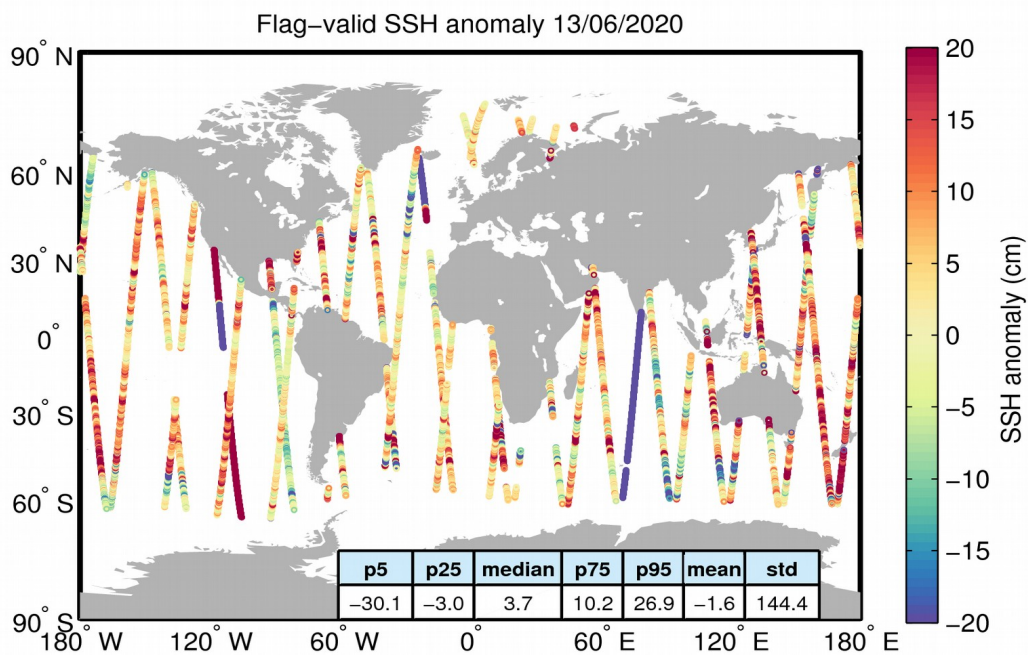 Flag−valid SSH anomaly 13/06/2020
90° N
60° N
30° N
0°
30° S
60° S
90° S
180° W
120° W
60° W
0°
60° E
120° E
180° E
p5 p25 median p75 p95 mean std
−30.1 −3.0 3.7 10.2 26.9 −1.6 144.4
20
15
10
5
0
−5
−10
−15
−20
SSH anomaly (cm)